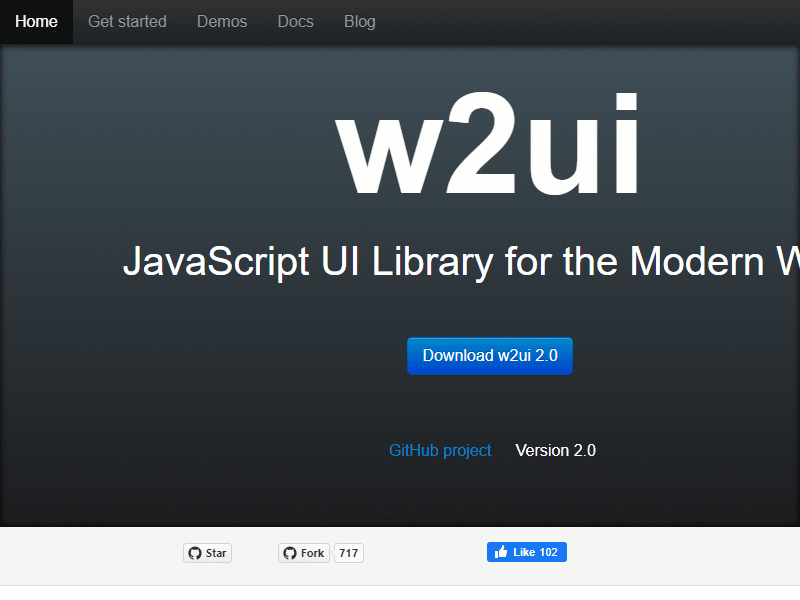 Home Get started Demos Docs Blog
w2ui
JavaScript UI Library for the Modern
Download w2ui 2.0
GitHub project Version 2.0
Star Fork 717 Like 102